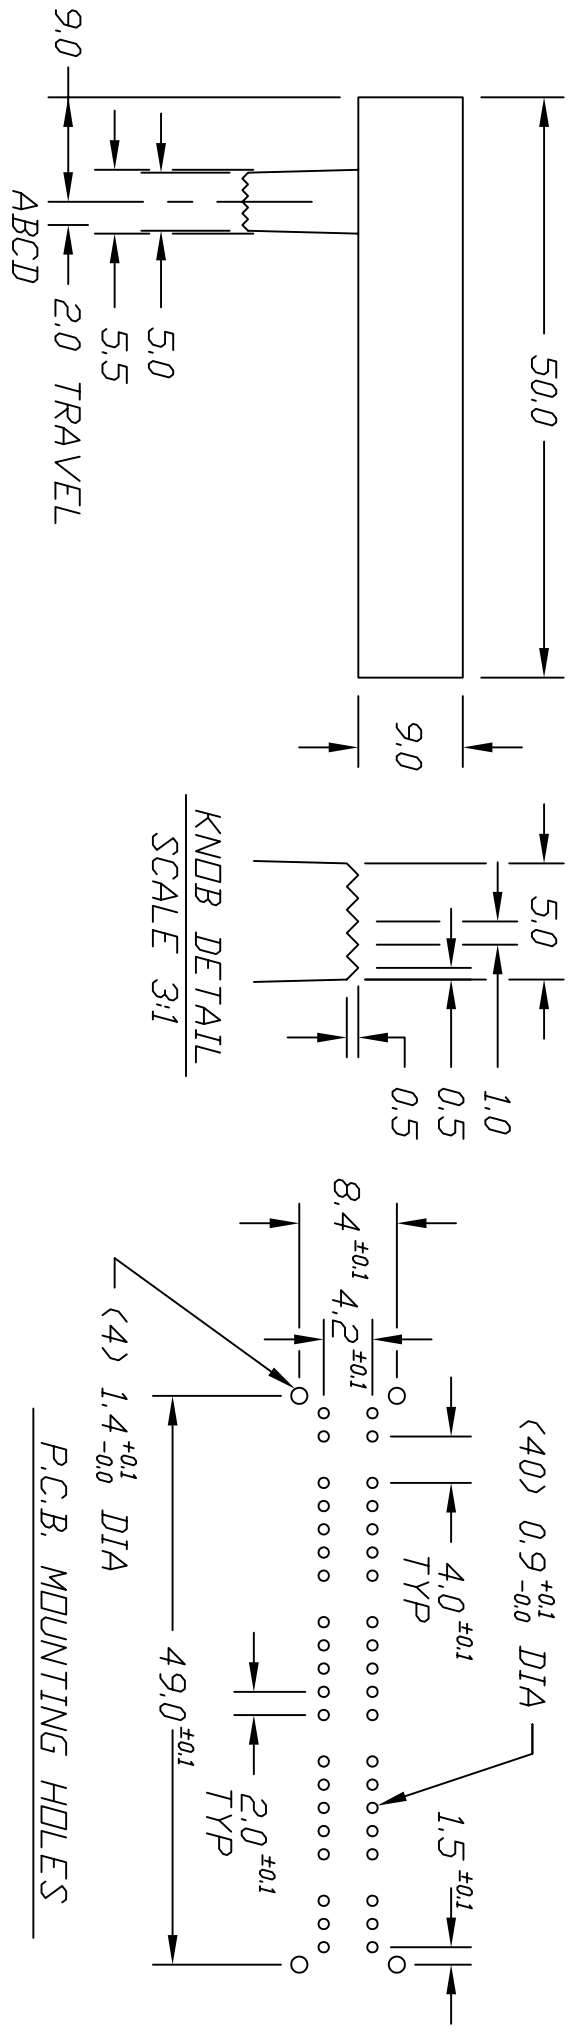 50.0
9.0
5.0
5.5
2.0 TRAVEL
ABCD
9.0
5.0
1.0
0.5
0.5
KNOB DETAIL
SCALE 3:1
(40) 0.9 +0.1 -0.0 DIA
1.5 ±0.1
4.0 ±0.1
TYP
8.4 ±0.1
4.2 ±0.1
2.0 ±0.1
TYP
49.0 ±0.1
(4) 1.4 +0.1 -0.0 DIA
P.C.B. MOUNTING HOLES